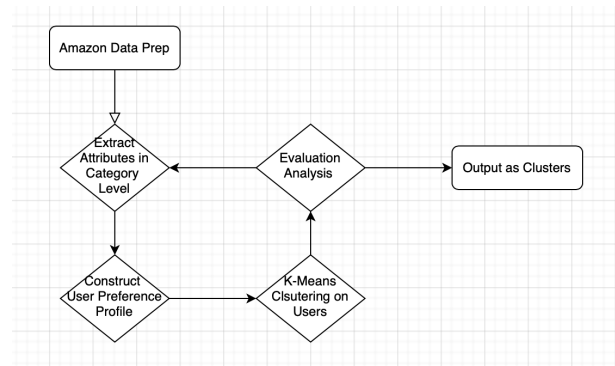 Amazon Data Prep
Extract
Attributes in
Category
Level
Evaluation
Analysis
Output as Clusters
Construct
User Preference
Profile
K-Means
Clsutering on
Users